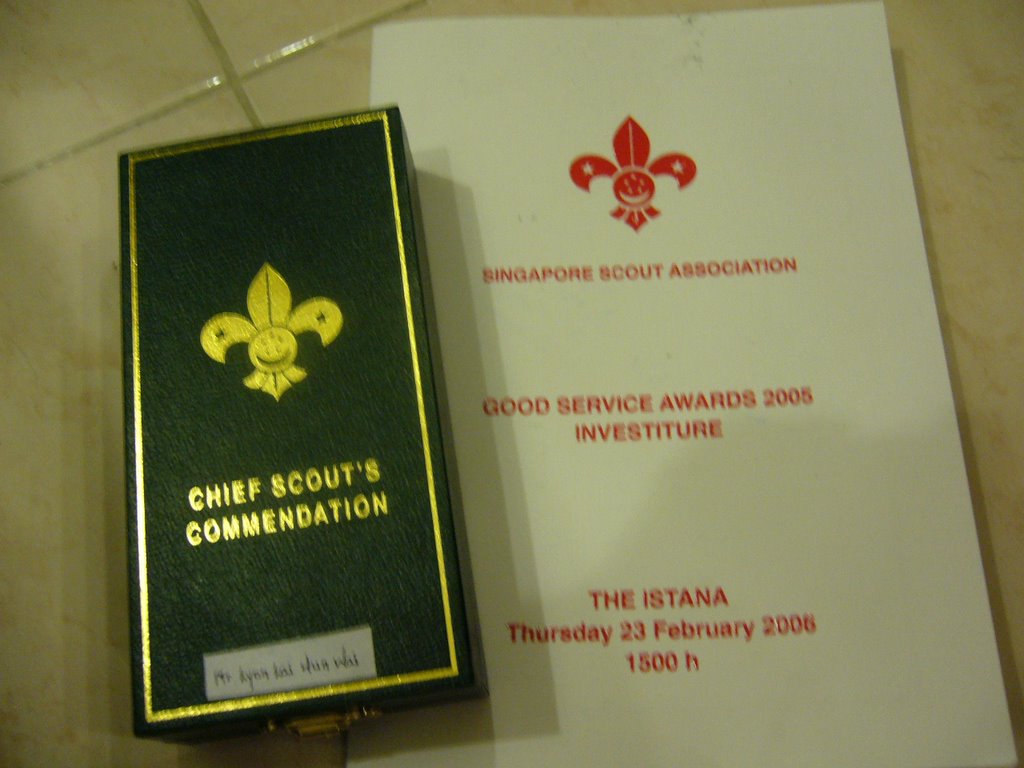 CHIEF SCOUT'S
COMMENDATION
SINGAPORE SCOUT ASSOCIATION
GOOD SERVICE AWARDS 2005
INVESTITURE
THE ISTANA
Thursday 23 February 2006
1500 h